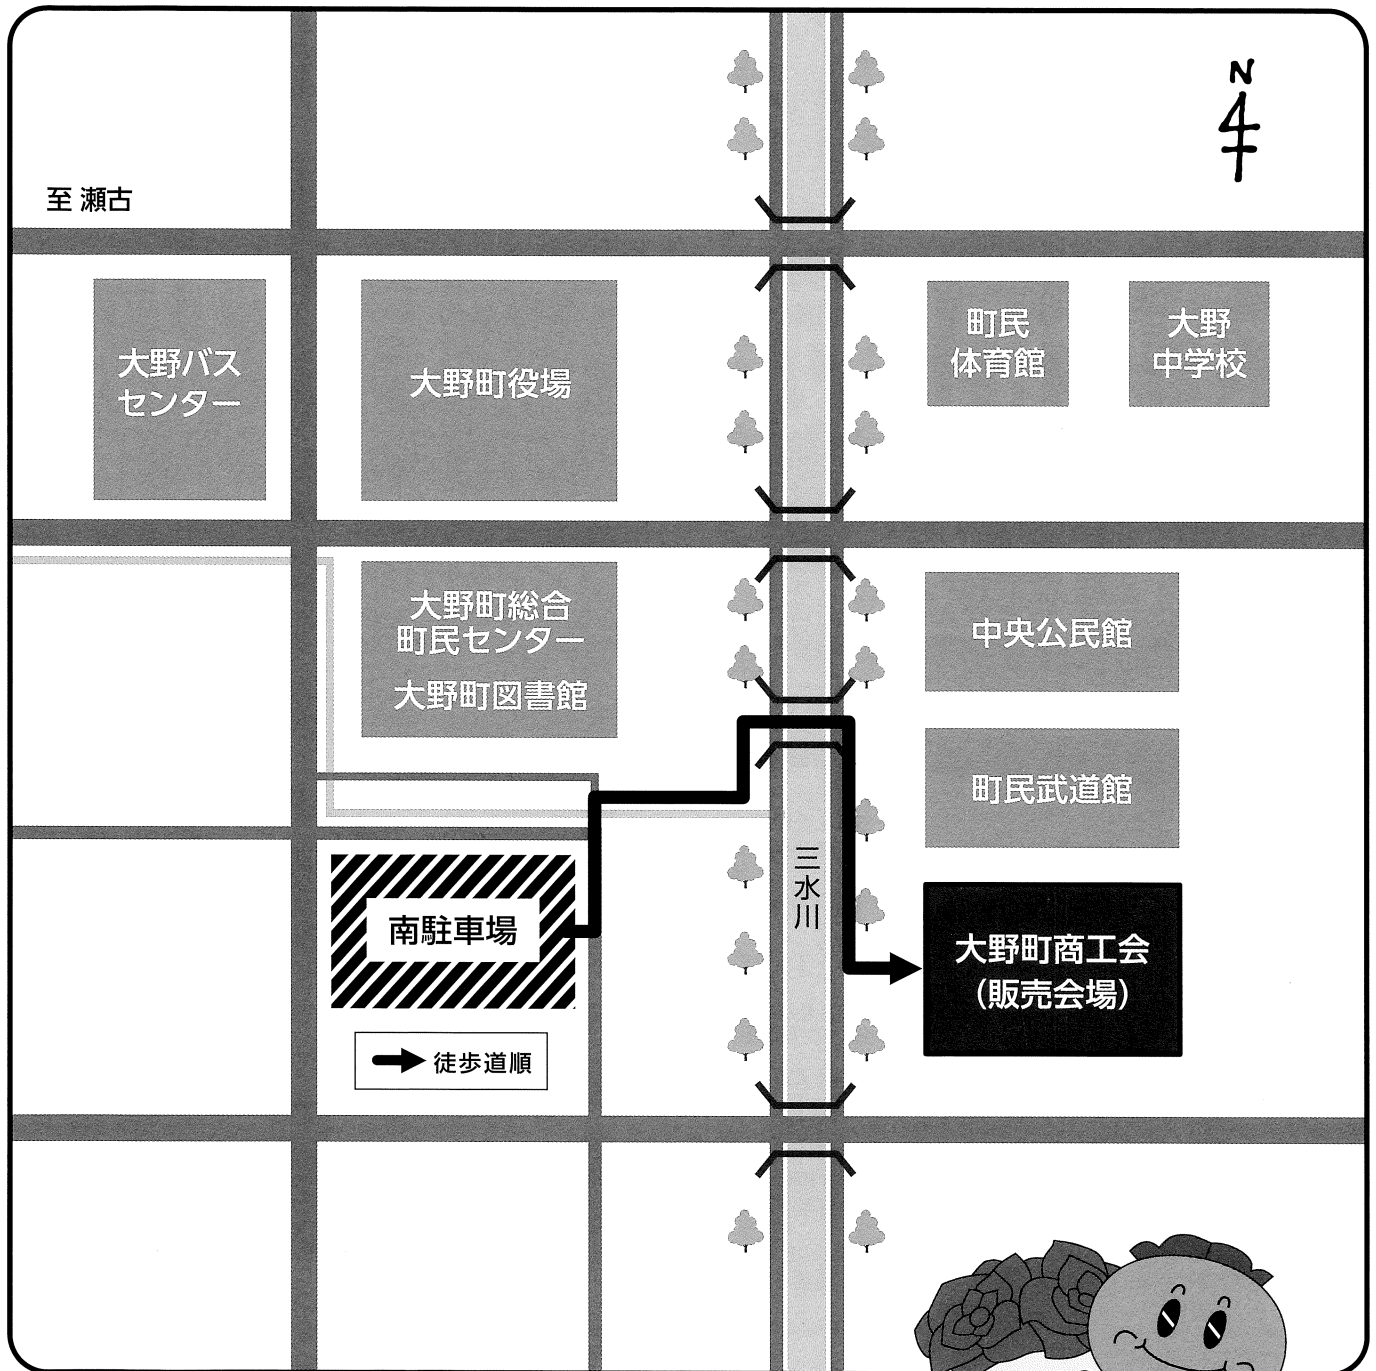 N
至 瀬古
大野バス
センター
大野町役場
町民
体育館
大野
中学校
大野町総合
町民センター
大野町図書館
中央公民館
町民武道館
三水川
南駐車場
大野町商工会
（販売会場）
徒歩道順